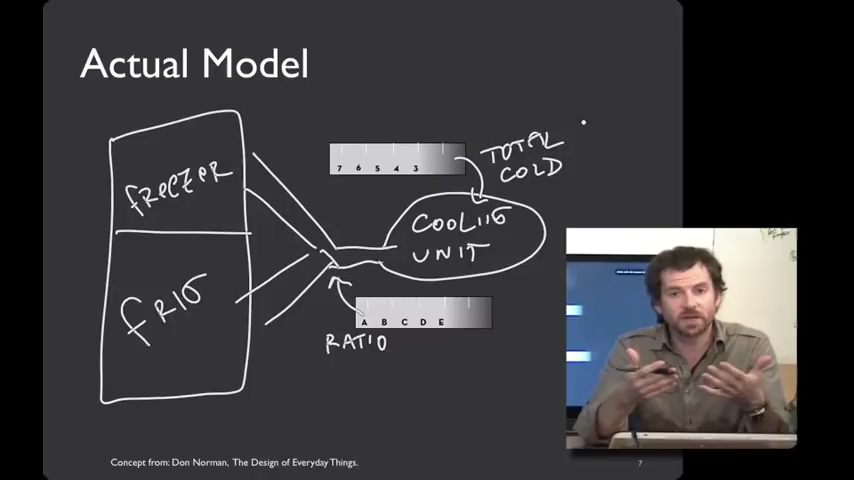 Actual Model
FREEZER
FRIG
7 6 5 4 3
TOTAL
COLD
COOLING
UNIT
A B C D E
RATIO
Concept from: Don Norman, The Design of Everyday Things.
7